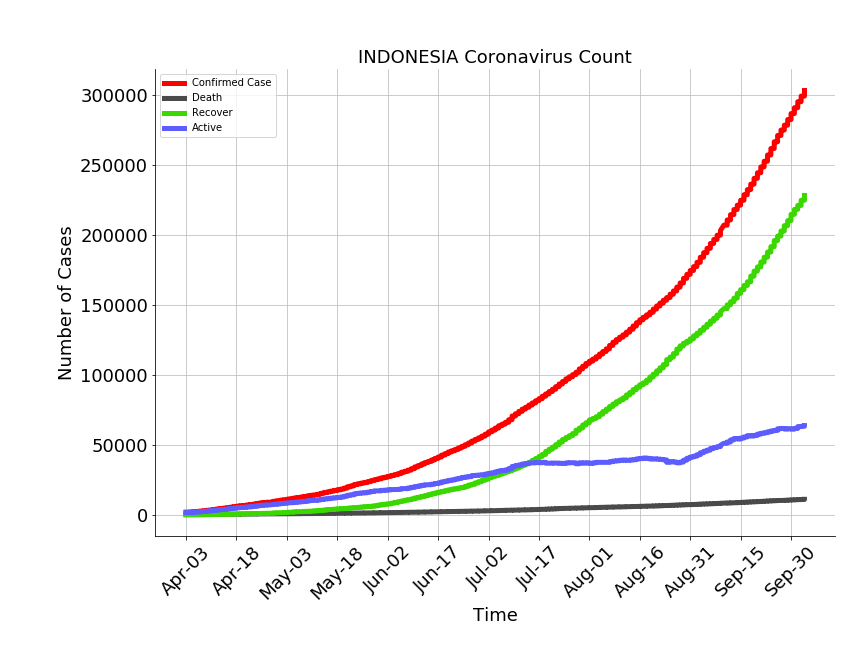 INDONESIA Coronavirus Count
Confirmed Case
Death
Recover
Active
Number of Cases
300000
250000
200000
150000
100000
50000
0
Apr-03
Apr-18
May-03
May-18
Jun-02
Jun-17
Jul-02
Jul-17
Aug-01
Aug-16
Aug-31
Sep-15
Sep-30
Time